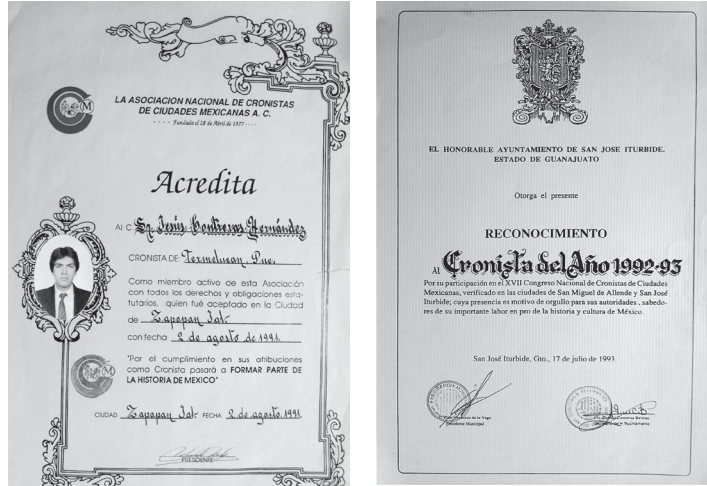 LA ASOCIACION NACIONAL DE CRONISTAS
DE CIUDADES MEXICANAS A. C.
- - - - Fundada el 28 de Abril de 1977 - - - -
Acredita
AL C. Sr. Jesús Contreras Hernández
CRONISTA DE: Tezmelucan, Pue.
Como miembro activo de esta Asociación
con todos los derechos y obligaciones esta-
tutarios, quien fué aceptado en la Ciudad
de Zapopan Jal.
con fecha 2 de agosto de 1991.
"Por el cumplimiento en sus atribuciones
como Cronista pasará a FORMAR PARTE DE
LA HISTORIA DE MEXICO"
CIUDAD Zapopan Jal. FECHA 2 de agosto 1991.
PRESIDENTE
EL HONORABLE AYUNTAMIENTO DE SAN JOSE ITURBIDE.
ESTADO DE GUANAJUATO
Otorga el presente
RECONOCIMIENTO
Al Cronista del Año 1992-93
Por su participación en el XVII Congreso Nacional de Cronistas de Ciudades
Mexicanas, verificado en las ciudades de San Miguel de Allende y San José
Iturbide; cuya presencia es motivo de orgullo para sus autoridades , sabedo-
res de su importante labor en pro de la historia y cultura de México.
San José Iturbide, Gto., 17 de julio de 1993
de la Vega
Presidente Municipal